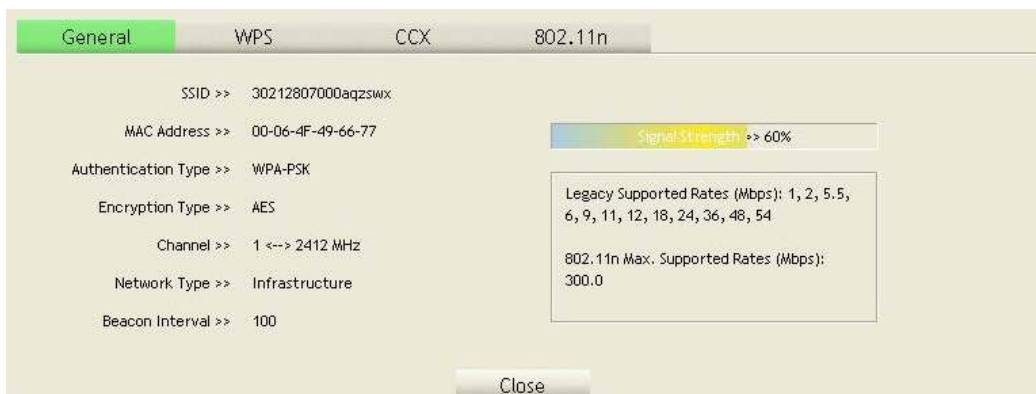 General WPS CCX 802.11n
SSID >> 30212807000aqzswx
MAC Address >> 00-06-4F-49-66-77
Authentication Type >> WPA-PSK
Encryption Type >> AES
Channel >> 1 <--> 2412 MHz
Network Type >> Infrastructure
Beacon Interval >> 100
Signal Strength >> 60%
Legacy Supported Rates (Mbps): 1, 2, 5.5,
6, 9, 11, 12, 18, 24, 36, 48, 54
802.11n Max. Supported Rates (Mbps):
300.0
Close